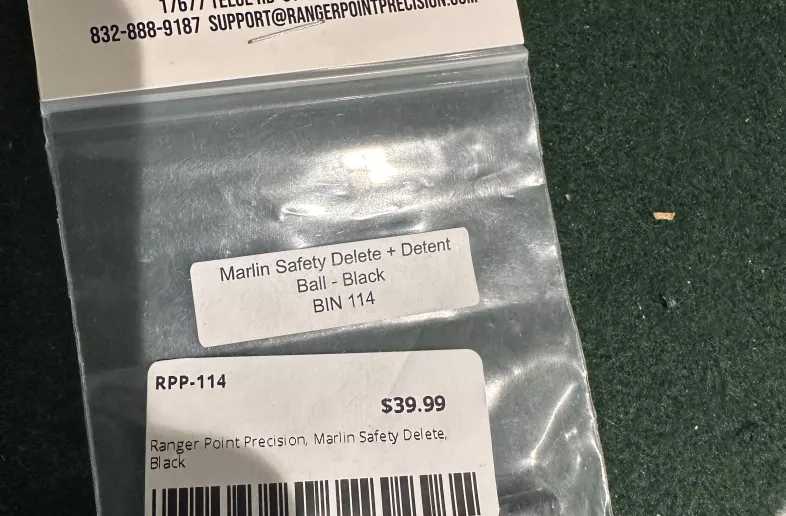 17677
832-888-9187 SUPPORT@RANGERPOINTPRECISION.COM
Marlin Safety Delete + Detent
Ball - Black
BIN 114
RPP-114
$39.99
Ranger Point Precision, Marlin Safety Delete,
Black